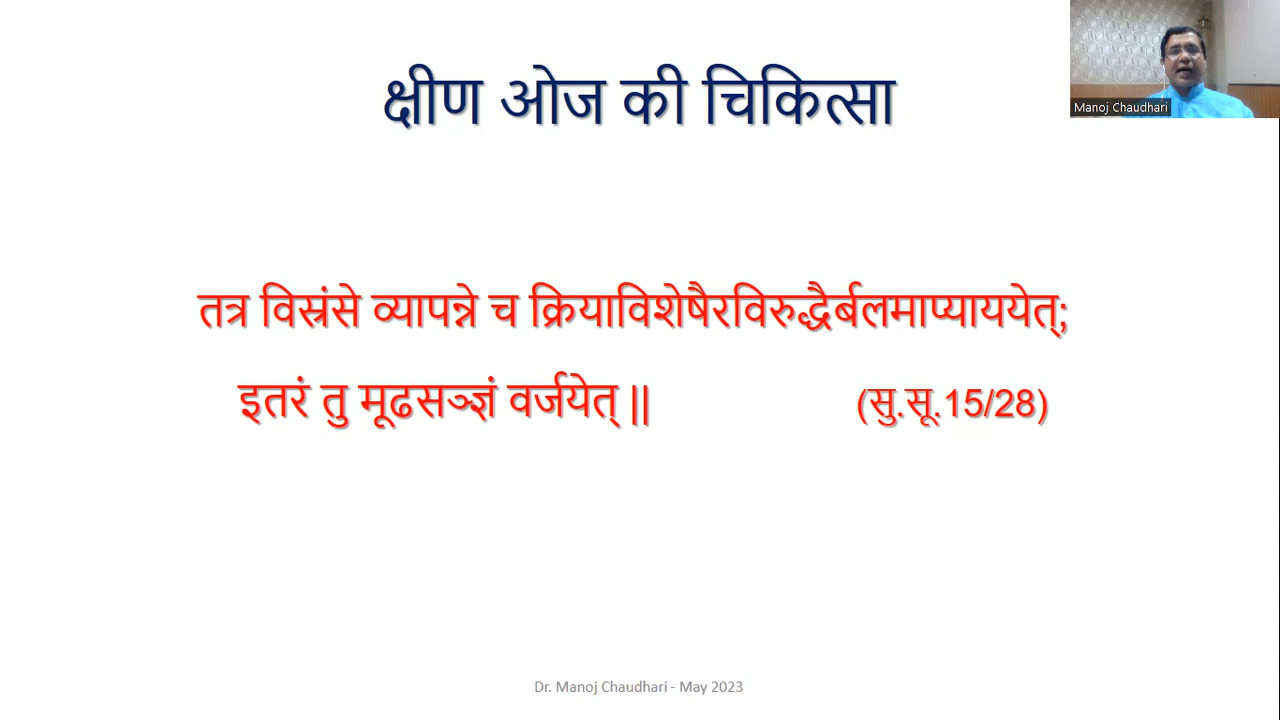 क्षीण ओज की चिकित्सा
Manoj Chaudhari
तत्र विस्रंसे व्यापन्ने च क्रियाविशेषैरविरुद्धैर्बलमाप्याययेत्;
इतरं तु मूढसञ्ज्ञं वर्जयेत् || (सु.सू.15/28)
Dr. Manoj Chaudhari - May 2023